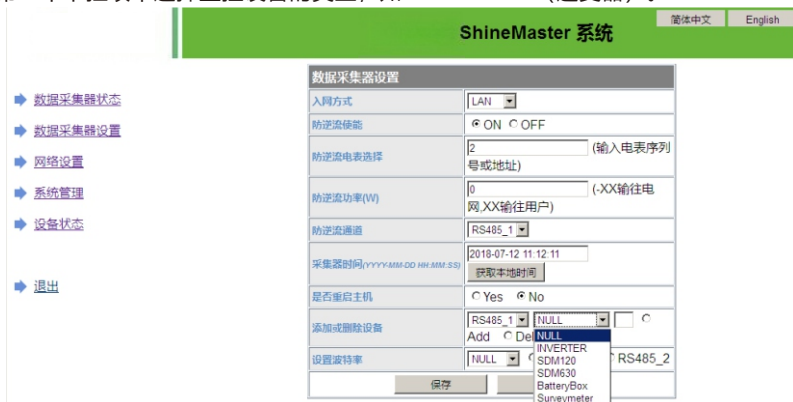 ShineMaster 系统
简体中文 English
数据采集器状态
数据采集器设置
网络设置
系统管理
设备状态
退出
数据采集器设置
入网方式 LAN
防逆流使能 ON OFF
防逆流电表选择 2 (输入电表序列
号或地址)
防逆流功率(W) 0 (-XX输往电
网,XX输往用户)
防逆流通道 RS485_1
采集器时间(YYYY-MM-DD HH:MM:SS) 2018-07-12 11:12:11
获取本地时间
是否重启主机 Yes No
添加或删除设备 RS485_1 NULL
Add Del
NULL
INVERTER
SDM120
SDM630
BatteryBox
Surveymeter
设置波特率 NULL RS485_2
保存